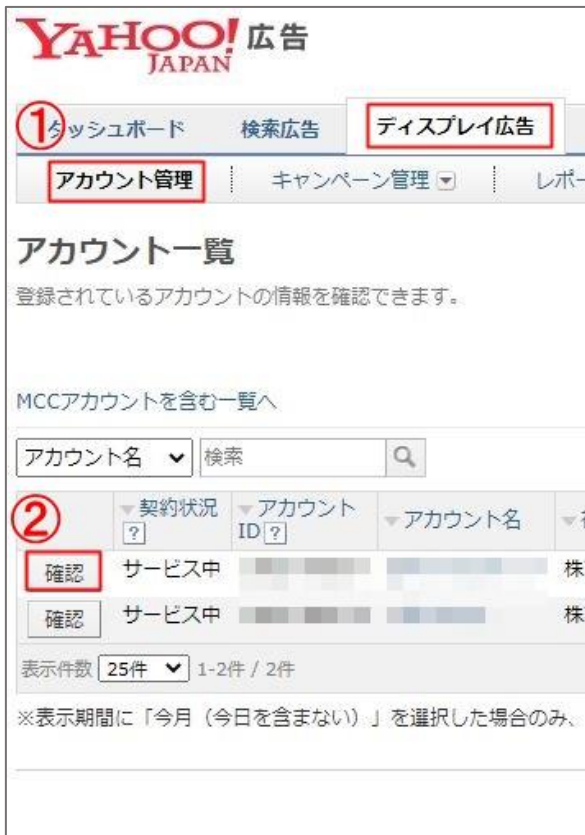 YAHOO! 広告
JAPAN
① ダッシュボード 検索広告 ディスプレイ広告
アカウント管理 キャンペーン管理 レポー
アカウント一覧
登録されているアカウントの情報を確認できます。
MCCアカウントを含む一覧へ
アカウント名 検索
② 契約状況 アカウント アカウント名
? ID ?
確認 サービス中 株
確認 サービス中 株
表示件数 25件 1-2件 / 2件
※表示期間に「今月（今日を含まない）」を選択した場合のみ、